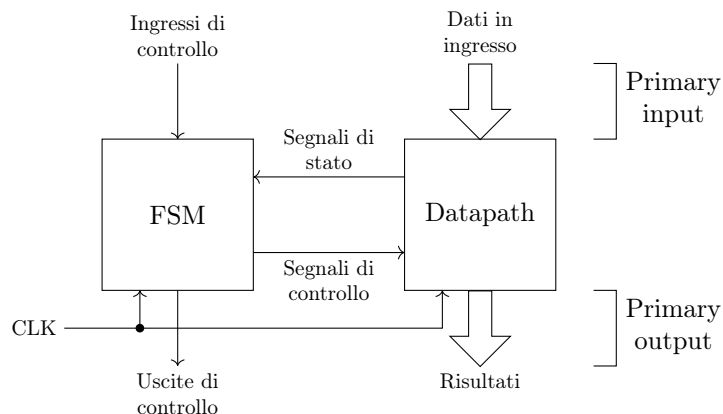 Ingressi di
controllo
Dati in
ingresso
Primary
input
Segnali di
stato
FSM
Datapath
Segnali di
controllo
Primary
output
CLK
Uscite di
controllo
Risultati